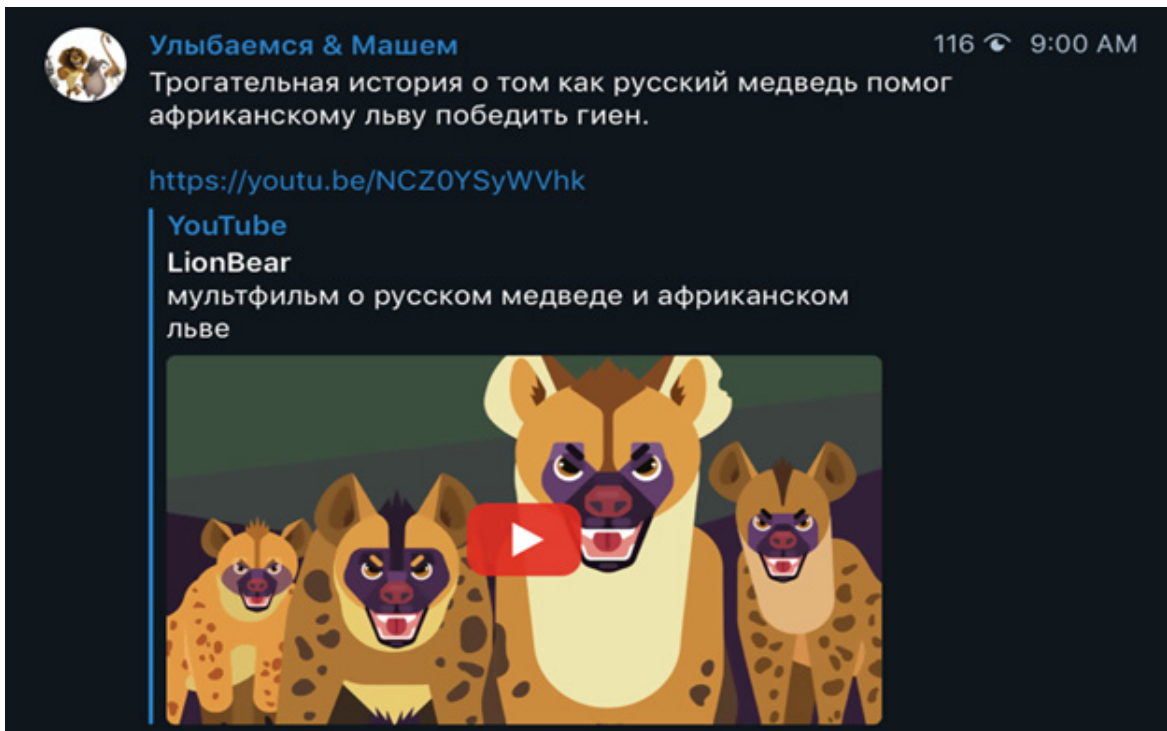 Улыбаемся & Машем
116 9:00 AM
Трогательная история о том как русский медведь помог
африканскому льву победить гиен.
https://youtu.be/NCZ0YSyWVhk
YouTube
LionBear
мультфильм о русском медведе и африканском
льве